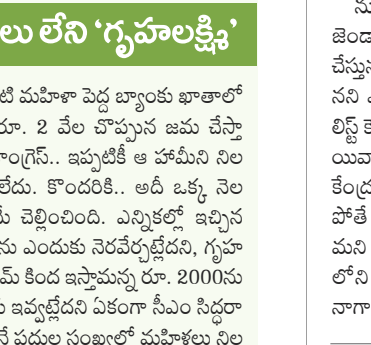 లు లేని ‘గృహలక్ష్మి’
టి మహిళా పెద్ద బ్యాంకు ఖాతాలో
రూ. 2 వేల చొప్పున జమ చేస్తా
ాంగ్రెస్.. ఇప్పటికీ ఆ హామీని నిల
లేదు. కొందరికి.. అదీ ఒక్క నెల
మే చెల్లించింది. ఎన్నికల్లో ఇచ్చిన
ను ఎందుకు నెరవేర్చట్లేదని, గృహ
మ్ కింద ఇస్తామన్న రూ. 2000ను
ఇవ్వట్లేదని ఏకంగా సీఎం సిద్ధరా
నే పదుల సంఖ్యలో మహిళలు నిల
ను
జెండా
చేస్తున
నని
లిస్ట్ కే
యివా
కేంద్ర
పోతే
మని
లోని
నాగా